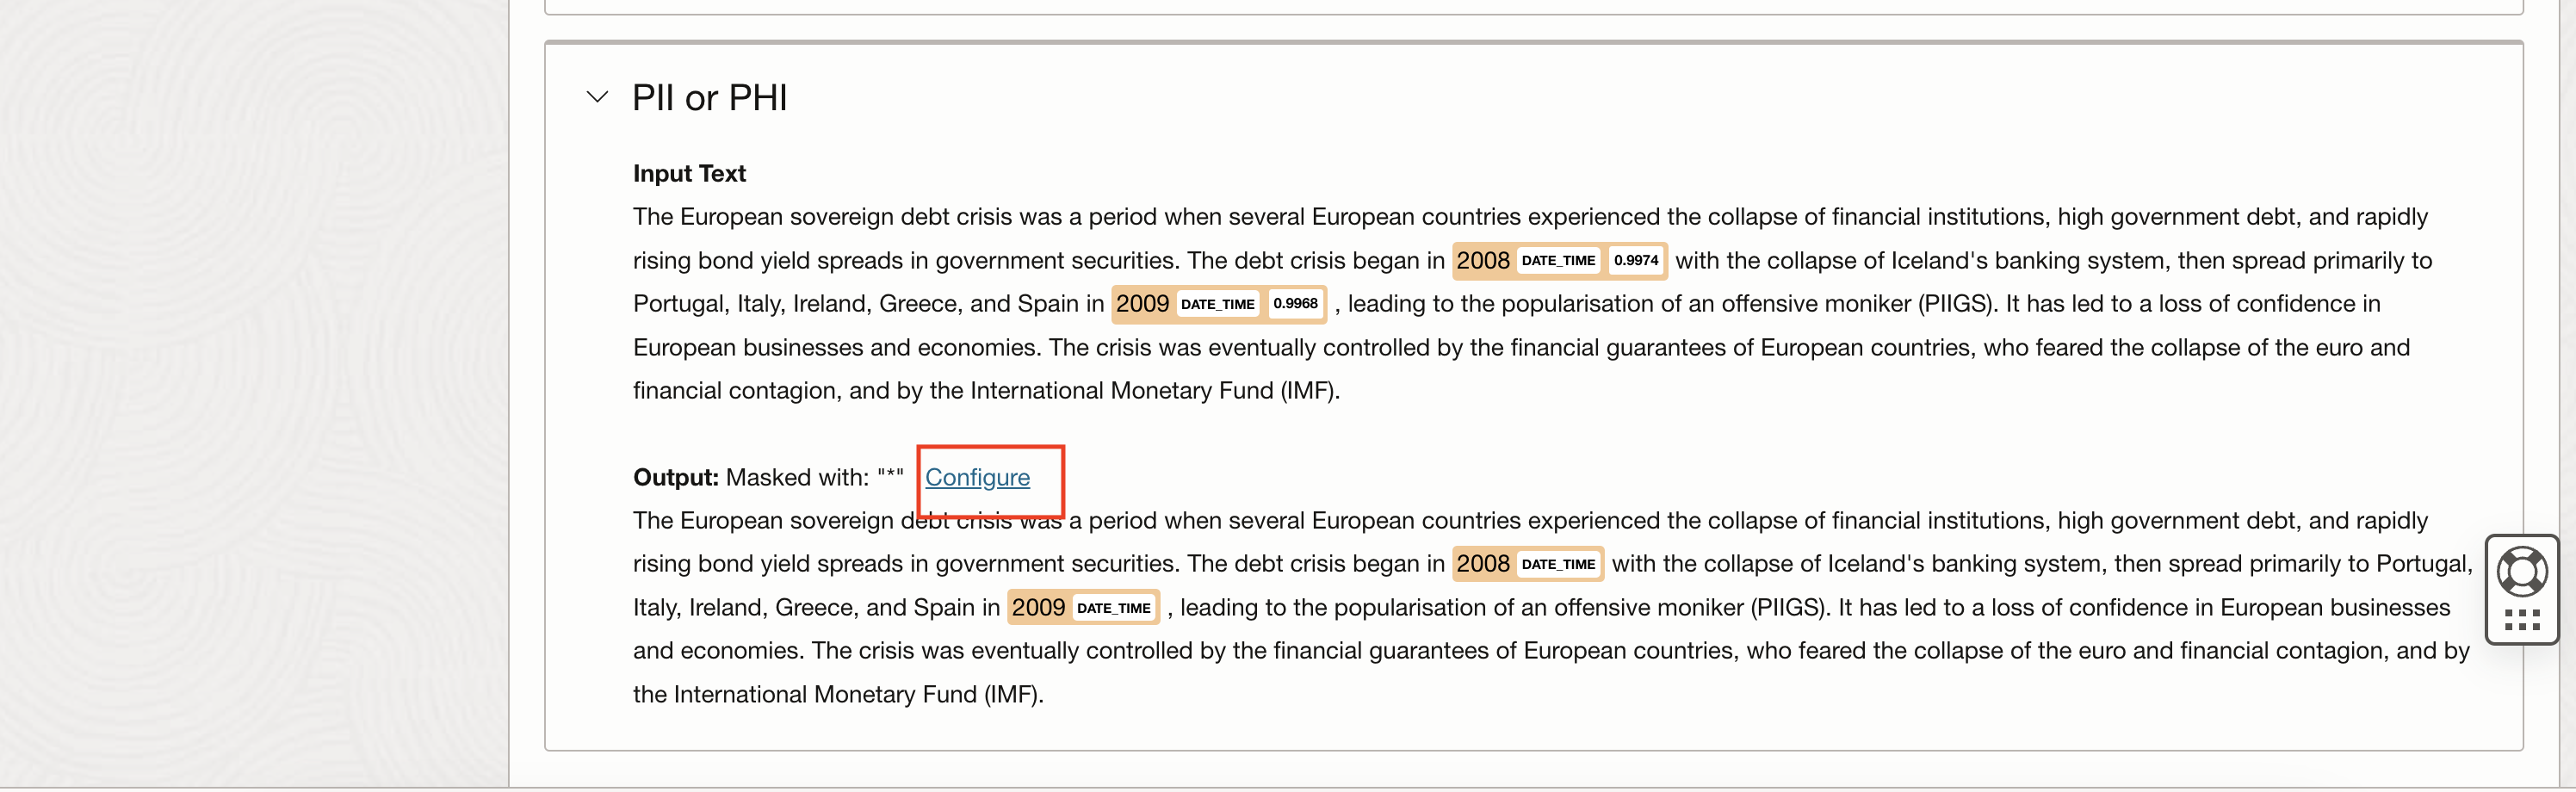 PII or PHI
Input Text
The European sovereign debt crisis was a period when several European countries experienced the collapse of financial institutions, high government debt, and rapidly
rising bond yield spreads in government securities. The debt crisis began in 2008 DATE_TIME 0.9974 with the collapse of Iceland's banking system, then spread primarily to
Portugal, Italy, Ireland, Greece, and Spain in 2009 DATE_TIME 0.9968 , leading to the popularisation of an offensive moniker (PIIGS). It has led to a loss of confidence in
European businesses and economies. The crisis was eventually controlled by the financial guarantees of European countries, who feared the collapse of the euro and
financial contagion, and by the International Monetary Fund (IMF).
Output: Masked with: "*" Configure
The European sovereign debt crisis was a period when several European countries experienced the collapse of financial institutions, high government debt, and rapidly
rising bond yield spreads in government securities. The debt crisis began in 2008 DATE_TIME with the collapse of Iceland's banking system, then spread primarily to Portugal,
Italy, Ireland, Greece, and Spain in 2009 DATE_TIME , leading to the popularisation of an offensive moniker (PIIGS). It has led to a loss of confidence in European businesses
and economies. The crisis was eventually controlled by the financial guarantees of European countries, who feared the collapse of the euro and financial contagion, and by
the International Monetary Fund (IMF).